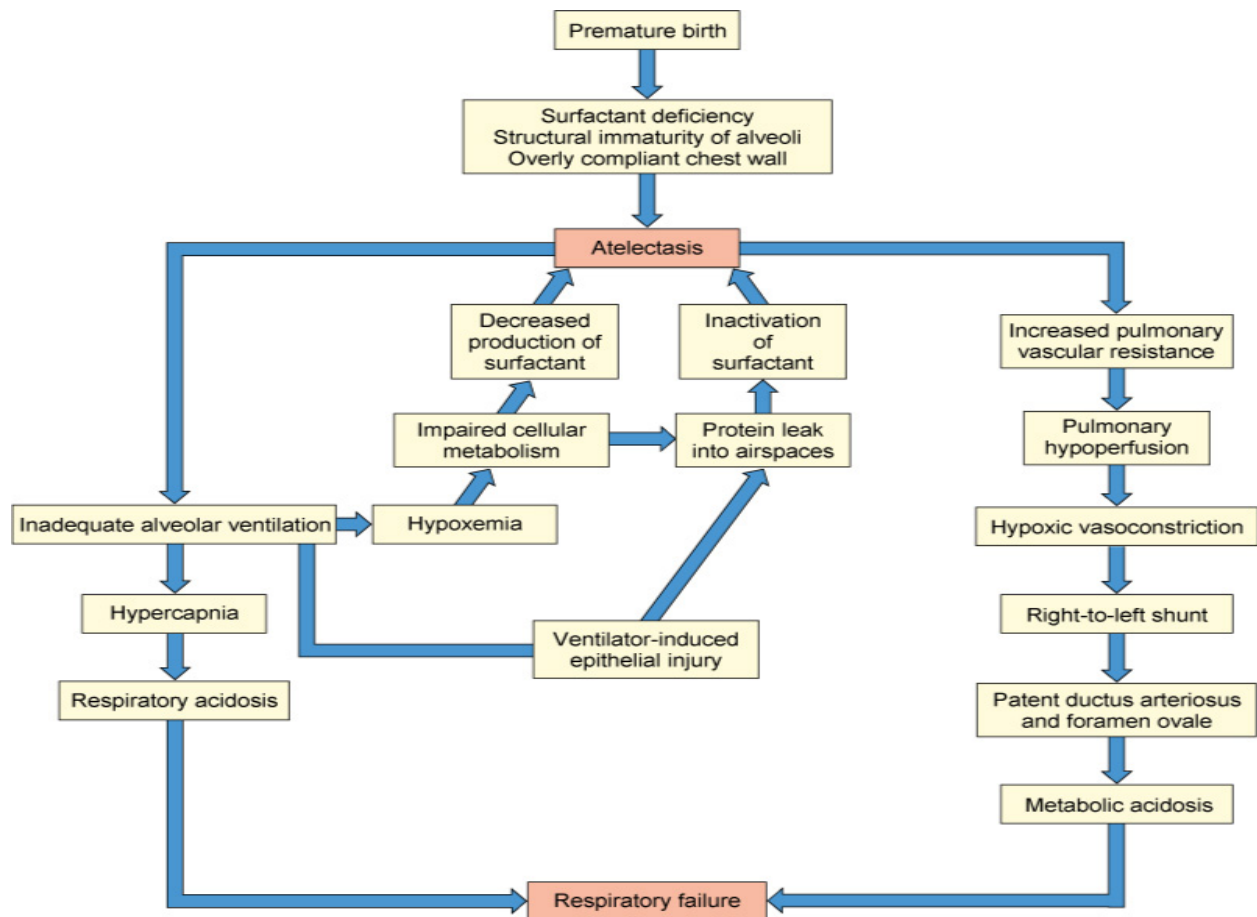 Premature birth
Surfactant deficiency
Structural immaturity of alveoli
Overly compliant chest wall
Atelectasis
Decreased
production of
surfactant
Inactivation
of
surfactant
Increased pulmonary
vascular resistance
Impaired cellular
metabolism
Protein leak
into airspaces
Pulmonary
hypoperfusion
Inadequate alveolar ventilation
Hypoxemia
Hypoxic vasoconstriction
Hypercapnia
Ventilator-induced
epithelial injury
Right-to-left shunt
Respiratory acidosis
Patent ductus arteriosus
and foramen ovale
Metabolic acidosis
Respiratory failure